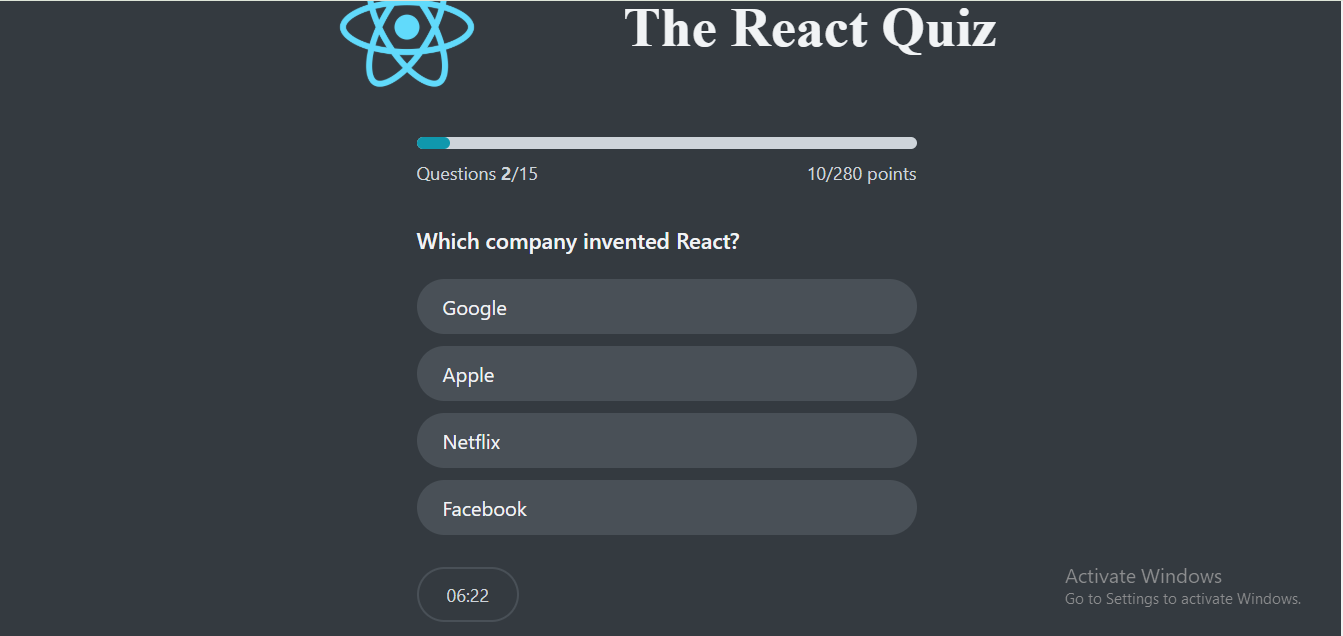 The React Quiz
Questions 2/15
10/280 points
Which company invented React?
Google
Apple
Netflix
Facebook
06:22
Activate Windows
Go to Settings to activate Windows.